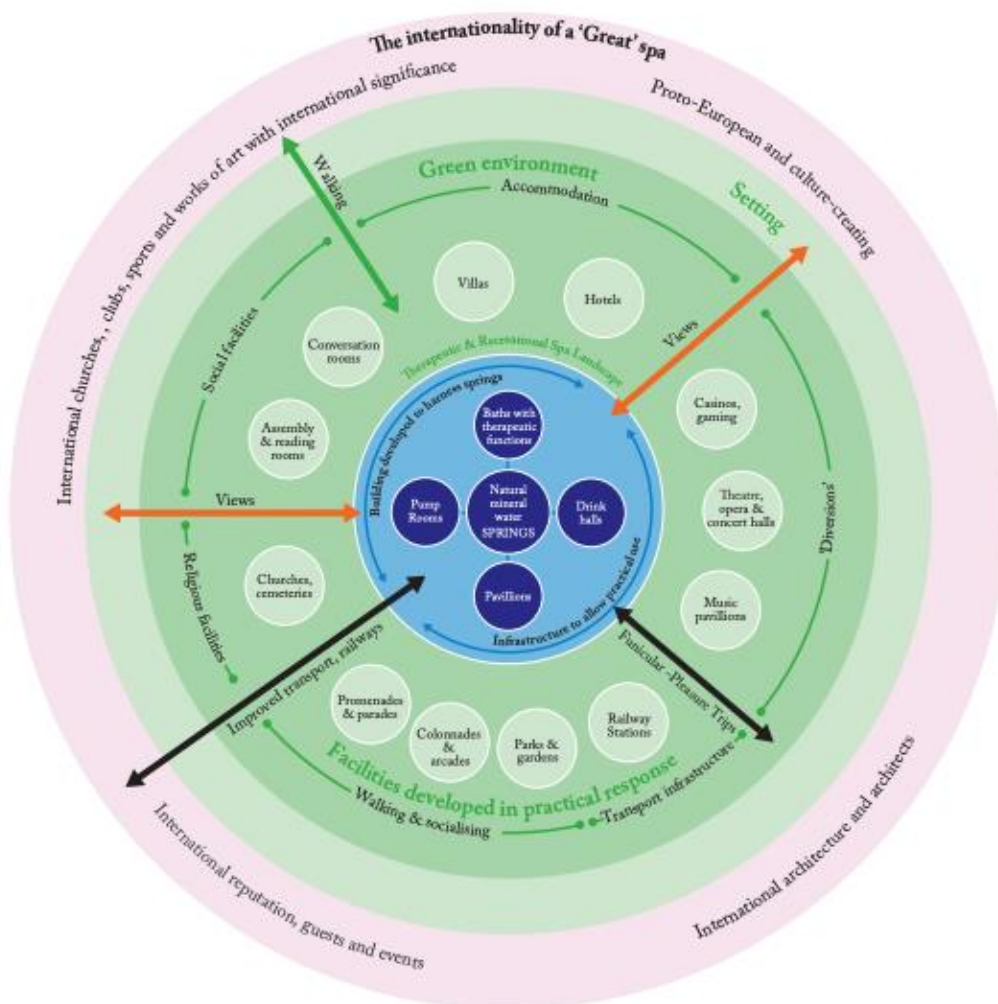 The internationality of a ‘Great’ spa
International churches, , clubs, sports and works of art with international significance
Proto-European and culture-creating
Walking
Green environment
Accommodation
Setting
Views
Villas
Hotels
Social facilities
Conversation
rooms
Therapeutic & Recreational Spa Landscape
Building developed to harness springs
Baths with
therapeutic
functions
Casinos,
gaming
Assembly
& reading
rooms
Views
Pump
Rooms
Natural
mineral
water
SPRINGS
Drink
halls
Theatre,
opera &
concert halls
'Diversions'
Religious facilities
Churches,
cemeteries
Pavillions
Infrastructure to allow practical use
Music
pavillions
Improved transport, railways
Funicular -Pleasure Trips
Promenades
& parades
Colonnades
&
arcades
Parks &
gardens
Railway
Stations
Facilities developed in practical response
Walking & socialising
Transport infrastructure
International reputation, guests and events
International architecture and architects